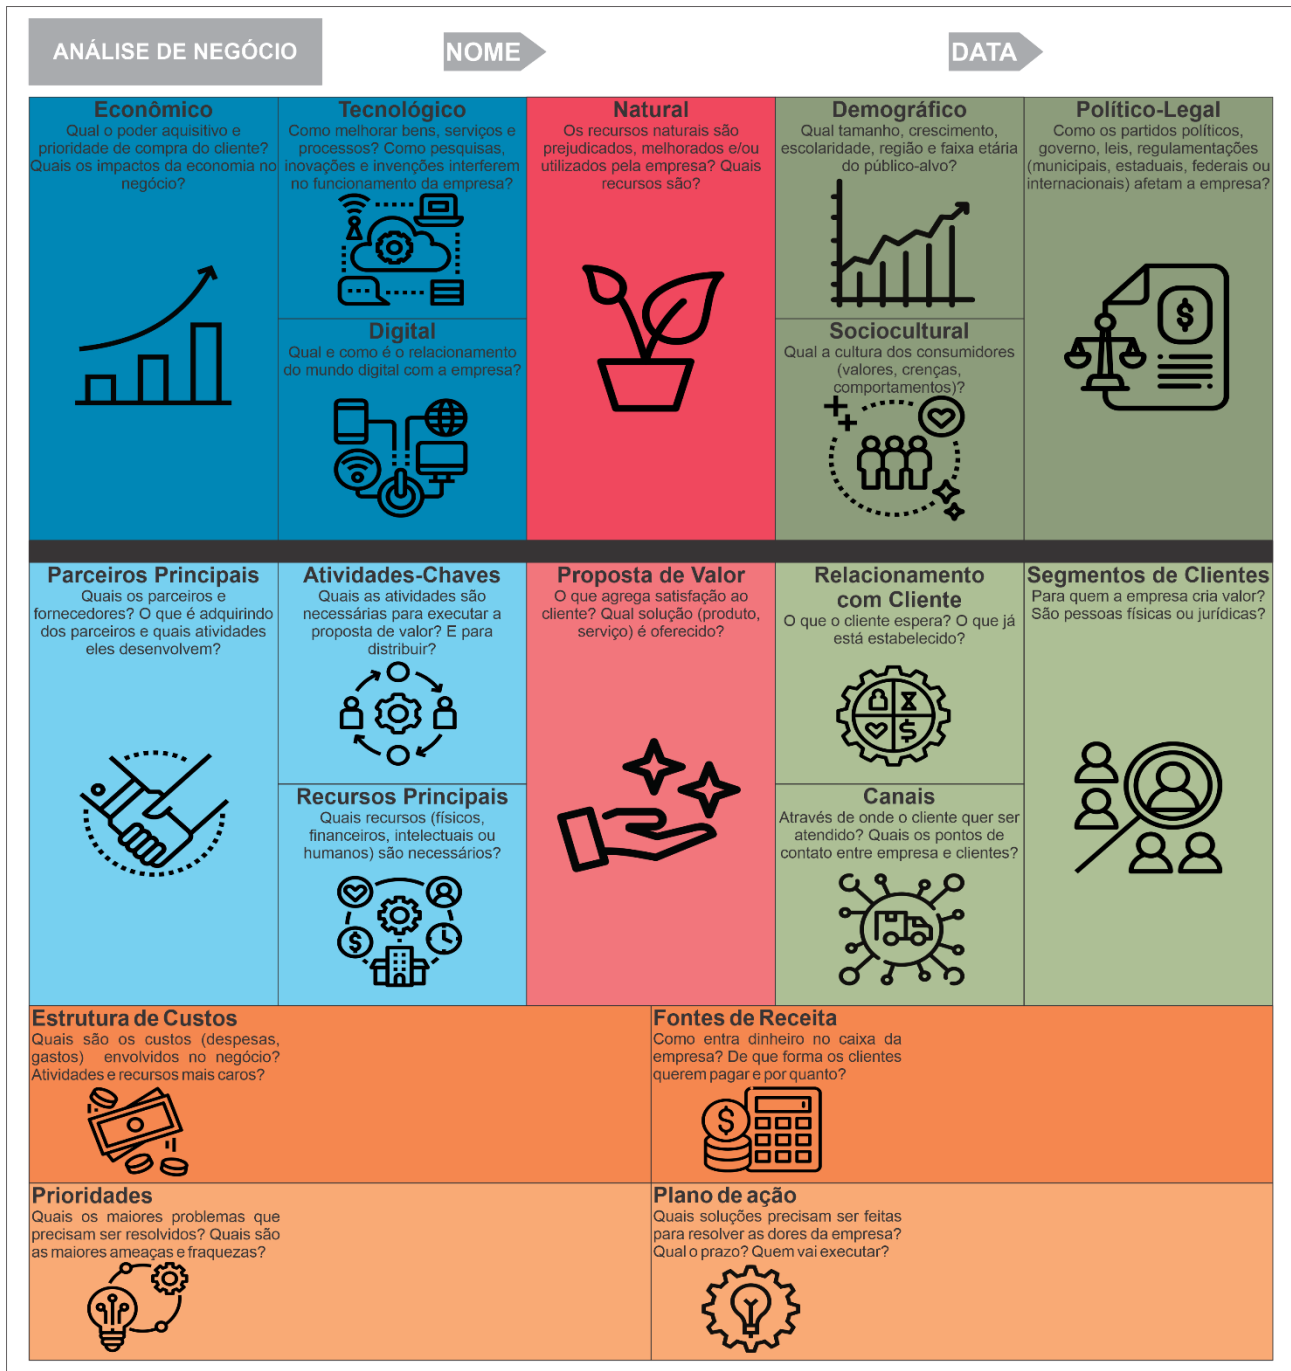 ANÁLISE DE NEGÓCIO
NOME
DATA
Econômico
Qual o poder aquisitivo e
prioridade de compra do cliente?
Quais os impactos da economia no
negócio?
Tecnológico
Como melhorar bens, serviços e
processos? Como pesquisas,
inovações e invenções interferem
no funcionamento da empresa?
Digital
Qual e como é o relacionamento
do mundo digital com a empresa?
Natural
Os recursos naturais são
prejudicados, melhorados e/ou
utilizados pela empresa? Quais
recursos são?
Demográfico
Qual tamanho, crescimento,
escolaridade, região e faixa etária
do público-alvo?
Sociocultural
Qual a cultura dos consumidores
(valores, crenças,
comportamentos)?
Político-Legal
Como os partidos políticos,
governo, leis, regulamentações
(municipais, estaduais, federais ou
internacionais) afetam a empresa?
$
Parceiros Principais
Quais os parceiros e
fornecedores? O que é adquirindo
dos parceiros e quais atividades
eles desenvolvem?
Atividades-Chaves
Quais as atividades são
necessárias para executar a
proposta de valor? E para
distribuir?
Recursos Principais
Quais recursos (físicos,
financeiros, intelectuais ou
humanos) são necessários?
$
Proposta de Valor
O que agrega satisfação ao
cliente? Qual solução (produto,
serviço) é oferecido?
Relacionamento
com Cliente
O que o cliente espera? O que já
está estabelecido?
$
Canais
Através de onde o cliente quer ser
atendido? Quais os pontos de
contato entre empresa e clientes?
Segmentos de Clientes
Para quem a empresa cria valor?
São pessoas físicas ou jurídicas?
Estrutura de Custos
Quais são os custos (despesas,
gastos) envolvidos no negócio?
Atividades e recursos mais caros?
Fontes de Receita
Como entra dinheiro no caixa da
empresa? De que forma os clientes
querem pagar e por quanto?
$
Prioridades
Quais os maiores problemas que
precisam ser resolvidos? Quais são
as maiores ameaças e fraquezas?
Plano de ação
Quais soluções precisam ser feitas
para resolver as dores da empresa?
Qual o prazo? Quem vai executar?